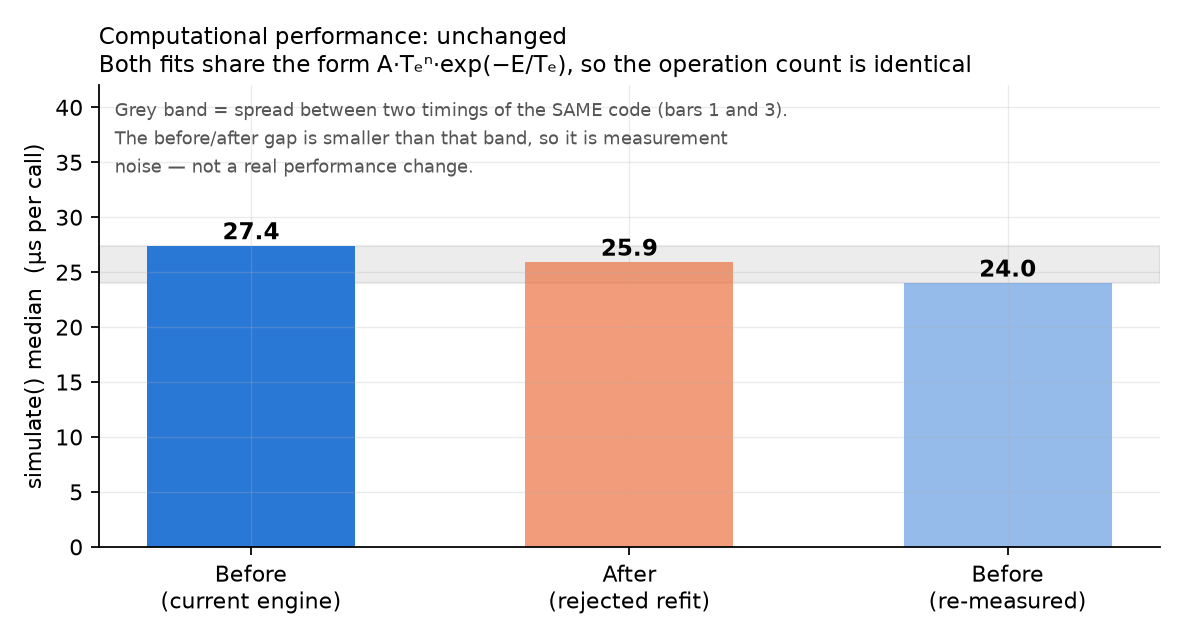 Computational performance: unchanged
Both fits share the form A·Tₑⁿ·exp(−E/Tₑ), so the operation count is identical
Grey band = spread between two timings of the SAME code (bars 1 and 3).
The before/after gap is smaller than that band, so it is measurement
noise — not a real performance change.
simulate() median  (µs per call)
40
35
30
25
20
15
10
5
0
27.4
25.9
24.0
Before
(current engine)
After
(rejected refit)
Before
(re-measured)